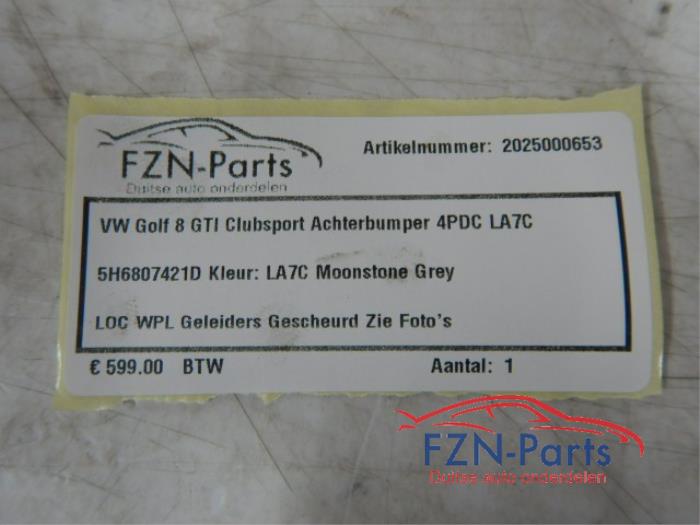 FZN-Parts
Duitse auto onderdelen
Artikelnummer: 2025000653
VW Golf 8 GTI Clubsport Achterbumper 4PDC LA7C
5H6807421D Kleur: LA7C Moonstone Grey
LOC WPL Geleiders Gescheurd Zie Foto's
€ 599.00 BTW Aantal: 1
FZN-Parts
Duitse auto onderdelen